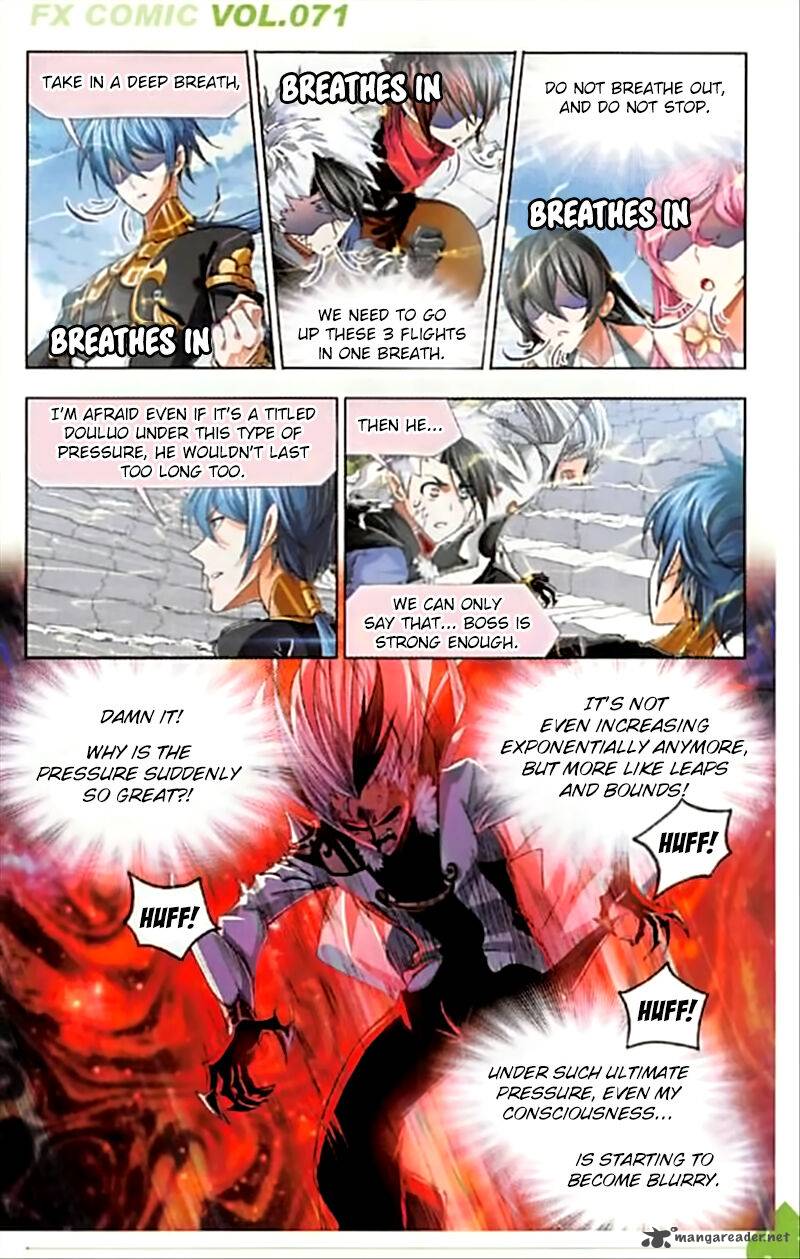 FX COMIC VOL.071
TAKE IN A DEEP BREATH,
BREATHES IN
BREATHES IN
WE NEED TO GO
UP THESE 3 FLIGHTS
IN ONE BREATH.
DO NOT BREATHE OUT,
AND DO NOT STOP.
BREATHES IN
I'M AFRAID EVEN IF IT'S A TITLED
DOULUO UNDER THIS TYPE OF
PRESSURE, HE WOULDN'T LAST
TOO LONG TOO.
THEN HE...
WE CAN ONLY
SAY THAT... BOSS IS
STRONG ENOUGH.
DAMN IT!
WHY IS THE
PRESSURE SUDDENLY
SO GREAT?!
IT'S NOT
EVEN INCREASING
EXPONENTIALLY ANYMORE,
BUT MORE LIKE LEAPS
AND BOUNDS!
HUFF!
HUFF!
HUFF!
UNDER SUCH ULTIMATE
PRESSURE, EVEN MY
CONSCIOUSNESS...
IS STARTING TO
BECOME BLURRY.
mangareader.net